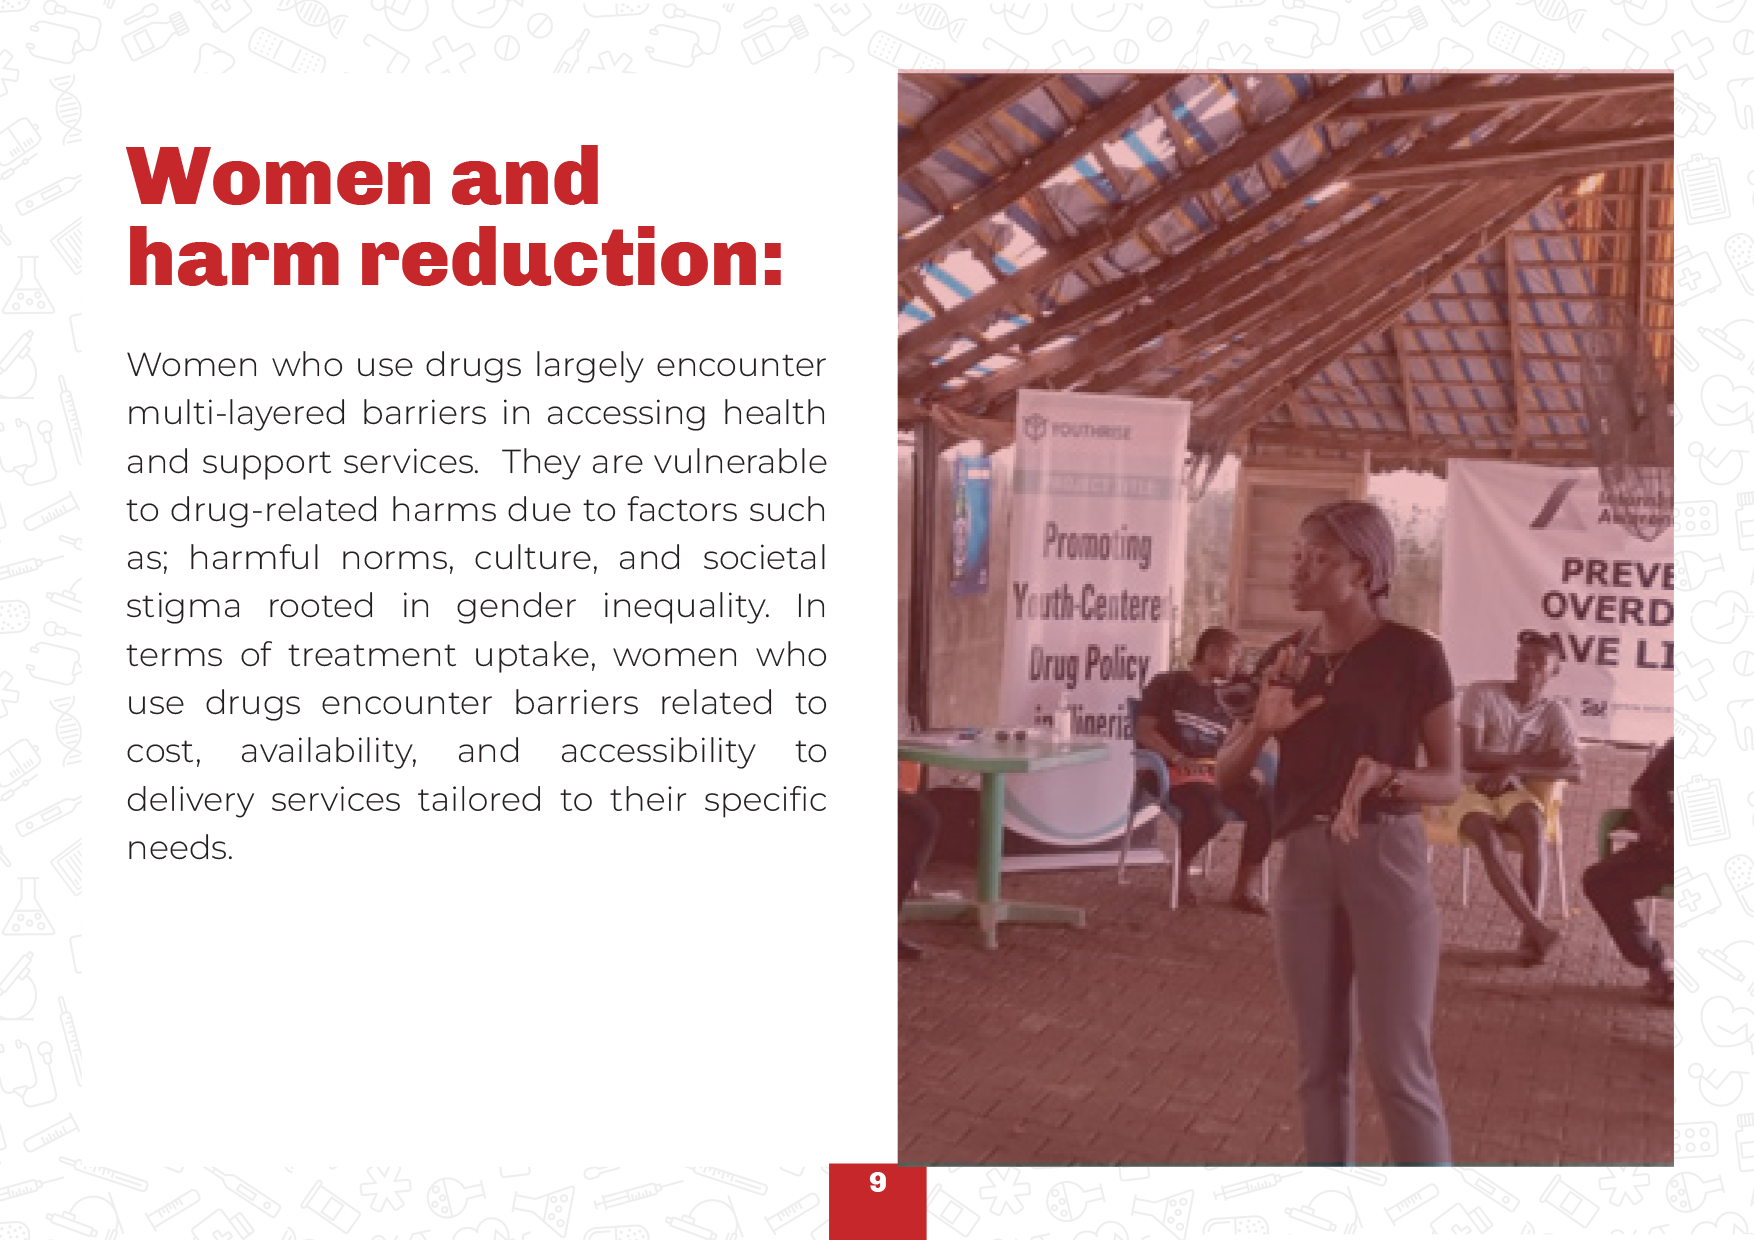 Women and
harm reduction:
Women who use drugs largely encounter
multi-layered barriers in accessing health
and support services.  They are vulnerable
to drug-related harms due to factors such
as; harmful norms, culture, and societal
stigma rooted in gender inequality. In
terms of treatment uptake, women who
use drugs encounter barriers related to
cost, availability, and accessibility to
delivery services tailored to their specific
needs.
YOUTHRISE
Promoting
Youth-Centered
Drug Policy
in Nigeria
PREVE
OVERD
SAVE LI
9